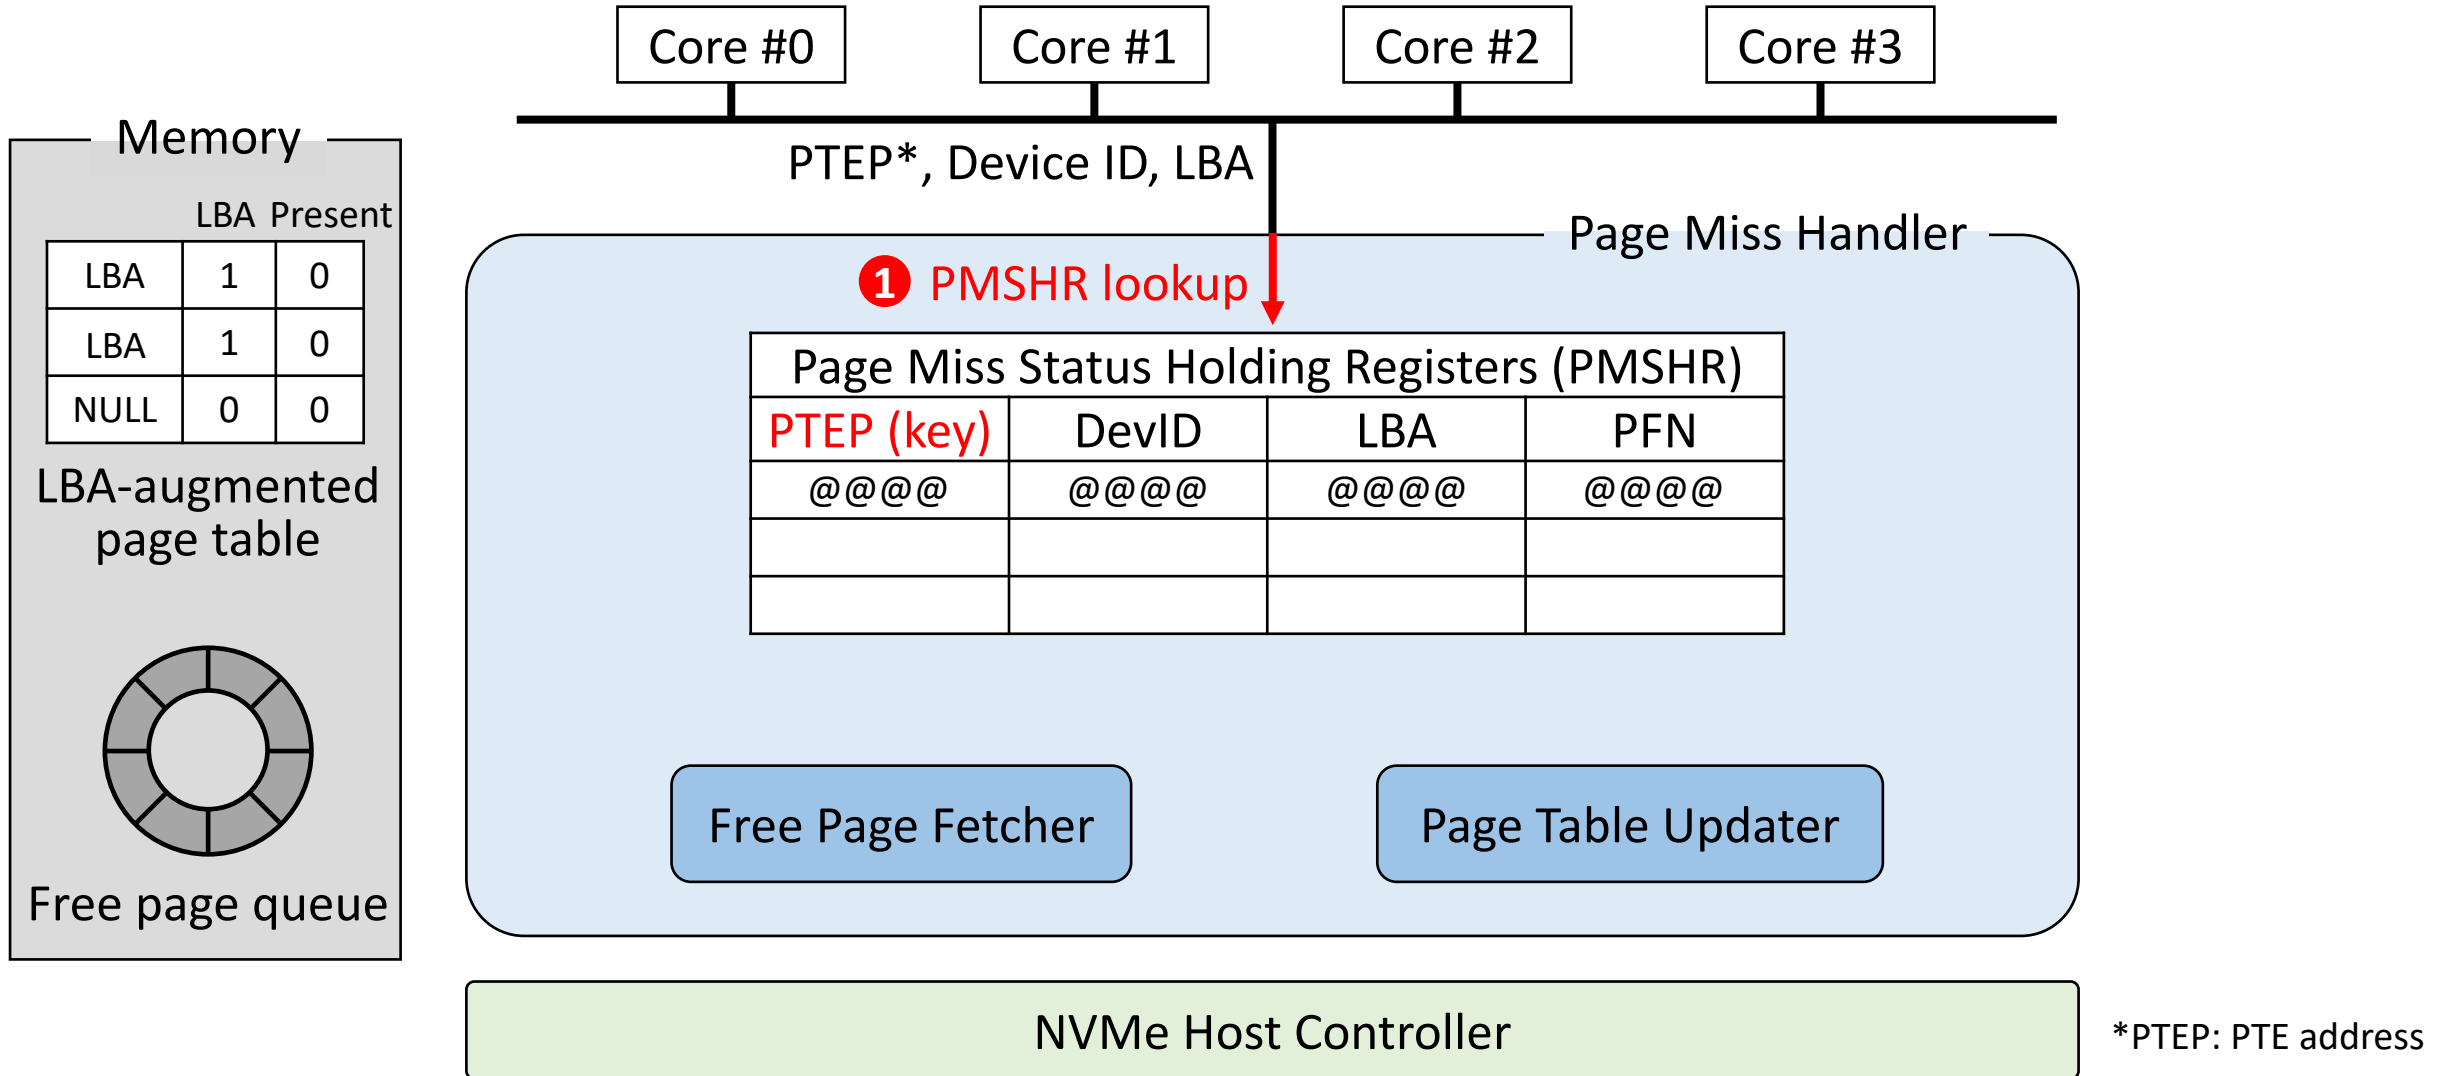 Core #0 Core #1 Core #2 Core #3
Memory
LBA Present
LBA 1 0
LBA 1 0
NULL 0 0
LBA-augmented
page table
Free page queue
PTEP*, Device ID, LBA
Page Miss Handler
1 PMSHR lookup
Page Miss Status Holding Registers (PMSHR)
PTEP (key) DevID LBA PFN
@@@@ @@@@ @@@@ @@@@
Free Page Fetcher Page Table Updater
NVMe Host Controller
*PTEP: PTE address